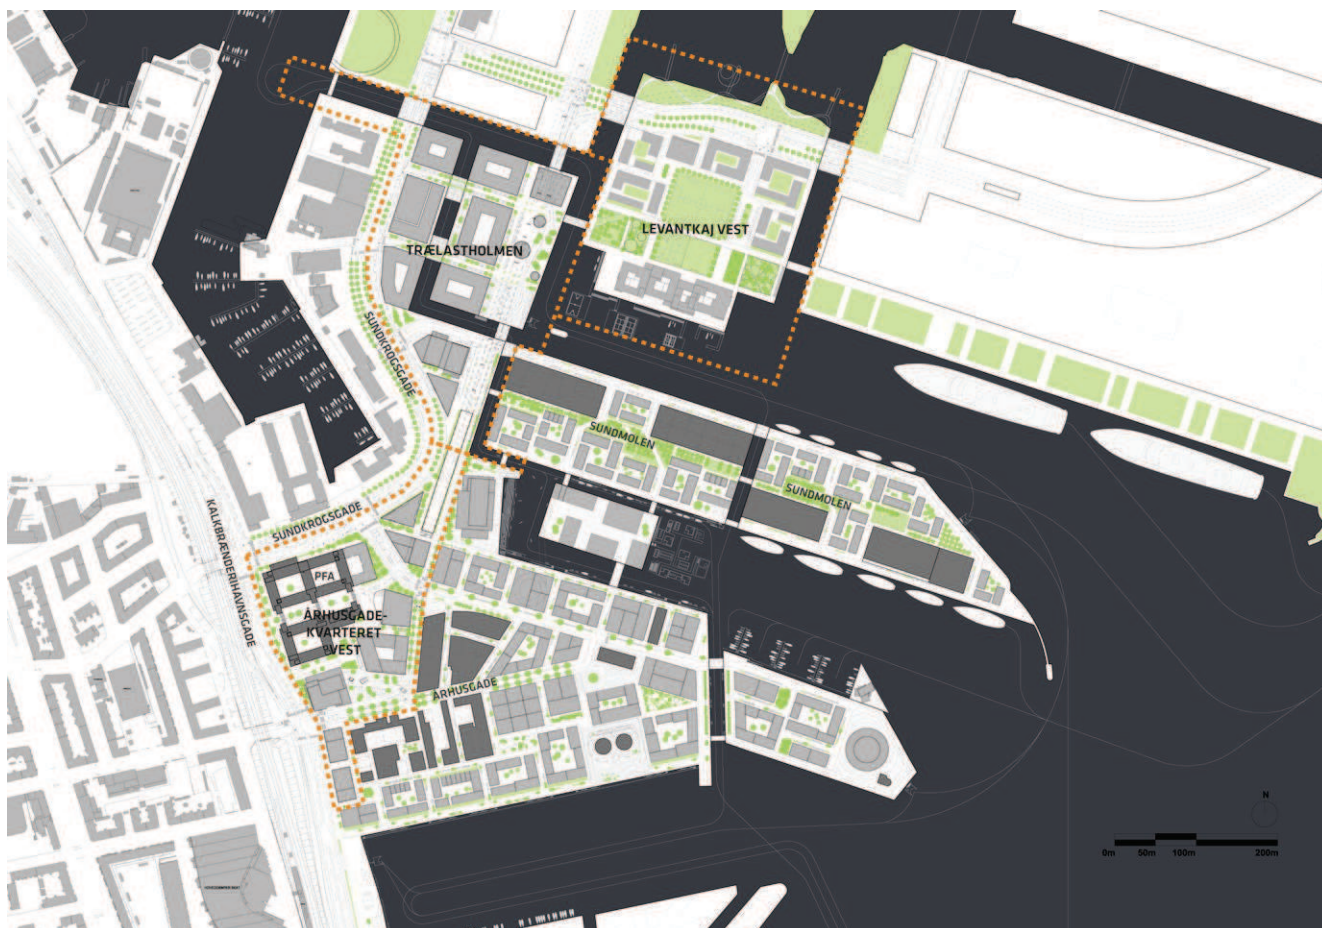 LEVANTKAJ VEST
TRÆLASTHOLMEN
SUNDKROGSGADE
SUNDMOLEN
SUNDMOLEN
SUNDKROGSGADE
KALKBRÆNDERIHAVNSGADE
PFA
ÅRHUSGADE-
KVARTERET
VEST
ÅRHUSGADE
N
0m 50m 100m 200m